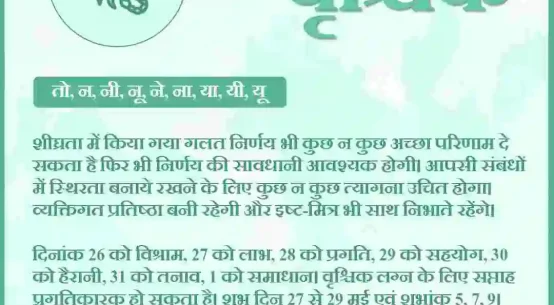 वृश्चिक
तो, न, नी, नू, ने, ना, या, यी, यू
शीघ्रता में किया गया गलत निर्णय भी कुछ न कुछ अच्छा परिणाम दे
सकता है फिर भी निर्णय की सावधानी आवश्यक होगी। आपसी संबंधों
में स्थिरता बनाये रखने के लिए कुछ न कुछ त्यागना उचित होगा।
व्यक्तिगत प्रतिष्ठा बनी रहेगी और इष्ट-मित्र भी साथ निभाते रहेंगे।
दिनांक 26 को विश्राम, 27 को लाभ, 28 को प्रगति, 29 को सहयोग, 30
को हैरानी, 31 को तनाव, 1 को समाधान। वृश्चिक लग्न के लिए सप्ताह
प्रगतिकारक हो सकता है। शुभ दिन 27 से 29 मई एवं शुभांक 5, 7, 9।